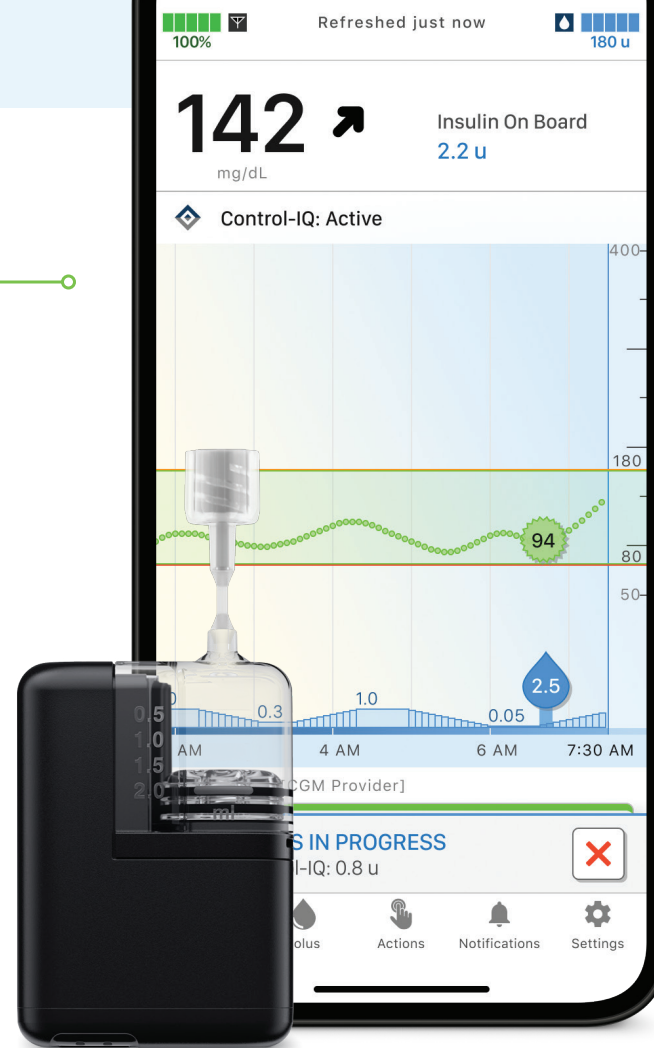 Refreshed just now
100%
180 u
142
mg/dL
Insulin On Board
2.2 u
Control-IQ: Active
400
180
94
80
50
2.5
0.3
1.0
0.05
0.5
1.0
1.5
2.0
ml
AM
4 AM
6 AM
7:30 AM
CGM Provider]
S IN PROGRESS
l-IQ: 0.8 u
olus
Actions
Notifications
Settings